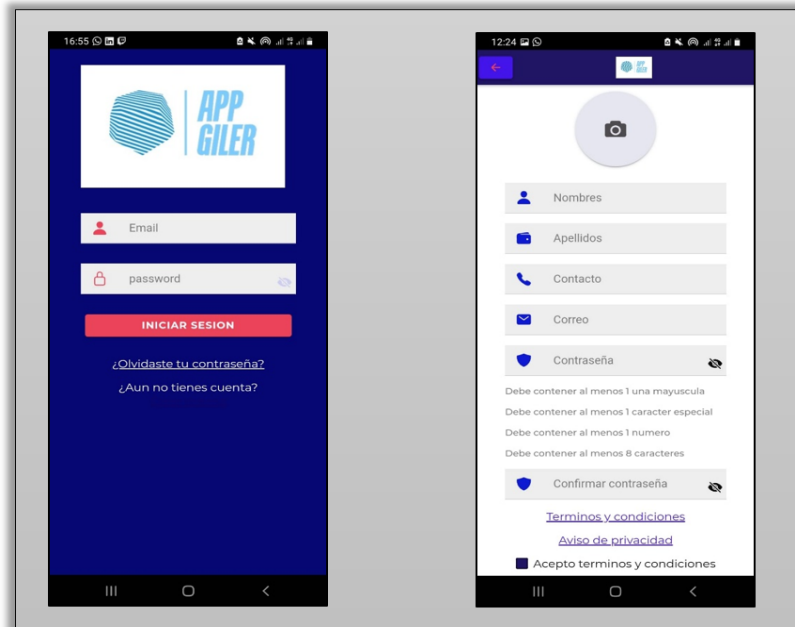 16:55
APP
GILER
Email
password
INICIAR SESION
¿Olvidaste tu contraseña?
¿Aun no tienes cuenta?
12:24
APP
GILER
Nombres
Apellidos
Contacto
Correo
Contraseña
Debe contener al menos 1 una mayuscula
Debe contener al menos 1 caracter especial
Debe contener al menos 1 numero
Debe contener al menos 8 caracteres
Confirmar contraseña
Terminos y condiciones
Aviso de privacidad
Acepto terminos y condiciones